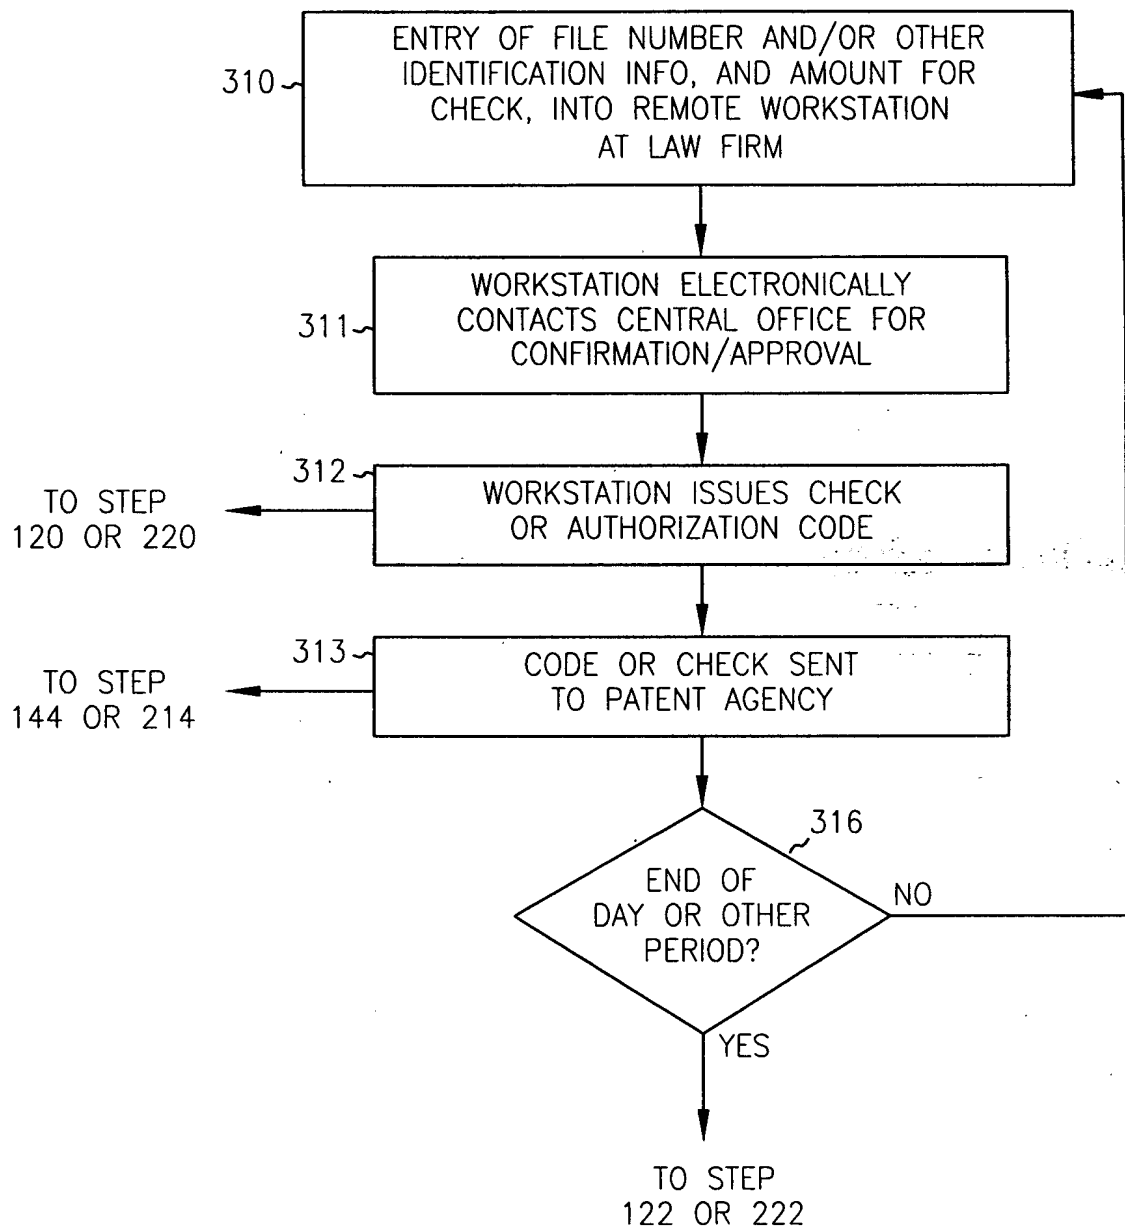 ENTRY OF FILE NUMBER AND/OR OTHER
IDENTIFICATION INFO, AND AMOUNT FOR
CHECK, INTO REMOTE WORKSTATION
AT LAW FIRM
310
WORKSTATION ELECTRONICALLY
CONTACTS CENTRAL OFFICE FOR
CONFIRMATION/APPROVAL
311
312
WORKSTATION ISSUES CHECK
OR AUTHORIZATION CODE
TO STEP
120 OR 220
313
CODE OR CHECK SENT
TO PATENT AGENCY
TO STEP
144 OR 214
316
END OF
DAY OR OTHER
PERIOD?
NO
YES
TO STEP
122 OR 222